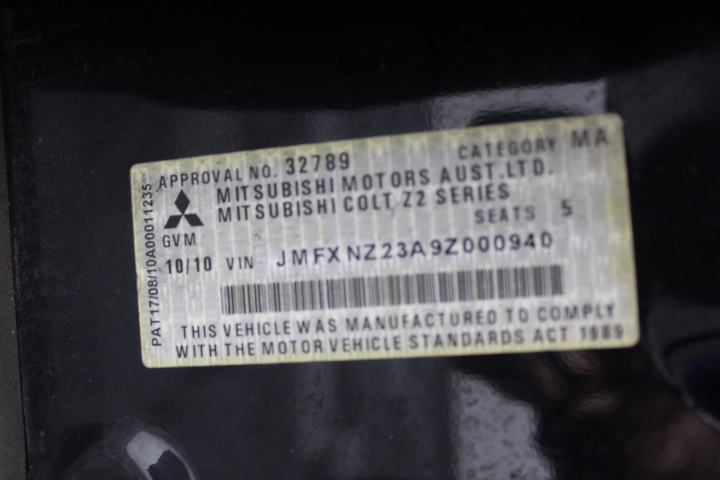 APPROVAL NO. 32789 CATEGORY MA
MITSUBISHI MOTORS AUST. LTD.
MITSUBISHI COLT Z2 SERIES
SEATS 5
GVM
10/10 VIN JMFXNZ23A9Z000940
THIS VEHICLE WAS MANUFACTURED TO COMPLY
WITH THE MOTOR VEHICLE STANDARDS ACT 1989
PAT17/08/10A00011235